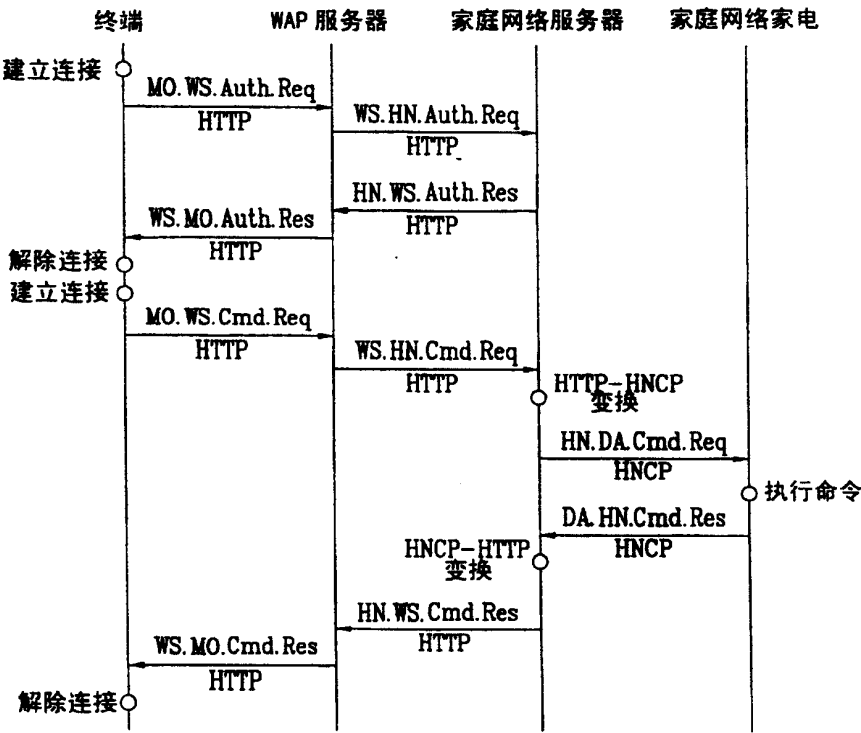 终端 WAP 服务器 家庭网络服务器 家庭网络家电
建立连接
MO.WS.Auth.Req
HTTP
WS.HN.Auth.Req
HTTP
HN.WS.Auth.Res
HTTP
WS.MO.Auth.Res
HTTP
解除连接
建立连接
MO.WS.Cmd.Req
HTTP
WS.HN.Cmd.Req
HTTP
HTTP-HNCP
变换
HN.DA.Cmd.Req
HNCP
执行命令
DA.HN.Cmd.Res
HNCP
HNCP-HTTP
变换
HN.WS.Cmd.Res
HTTP
WS.MO.Cmd.Res
HTTP
解除连接